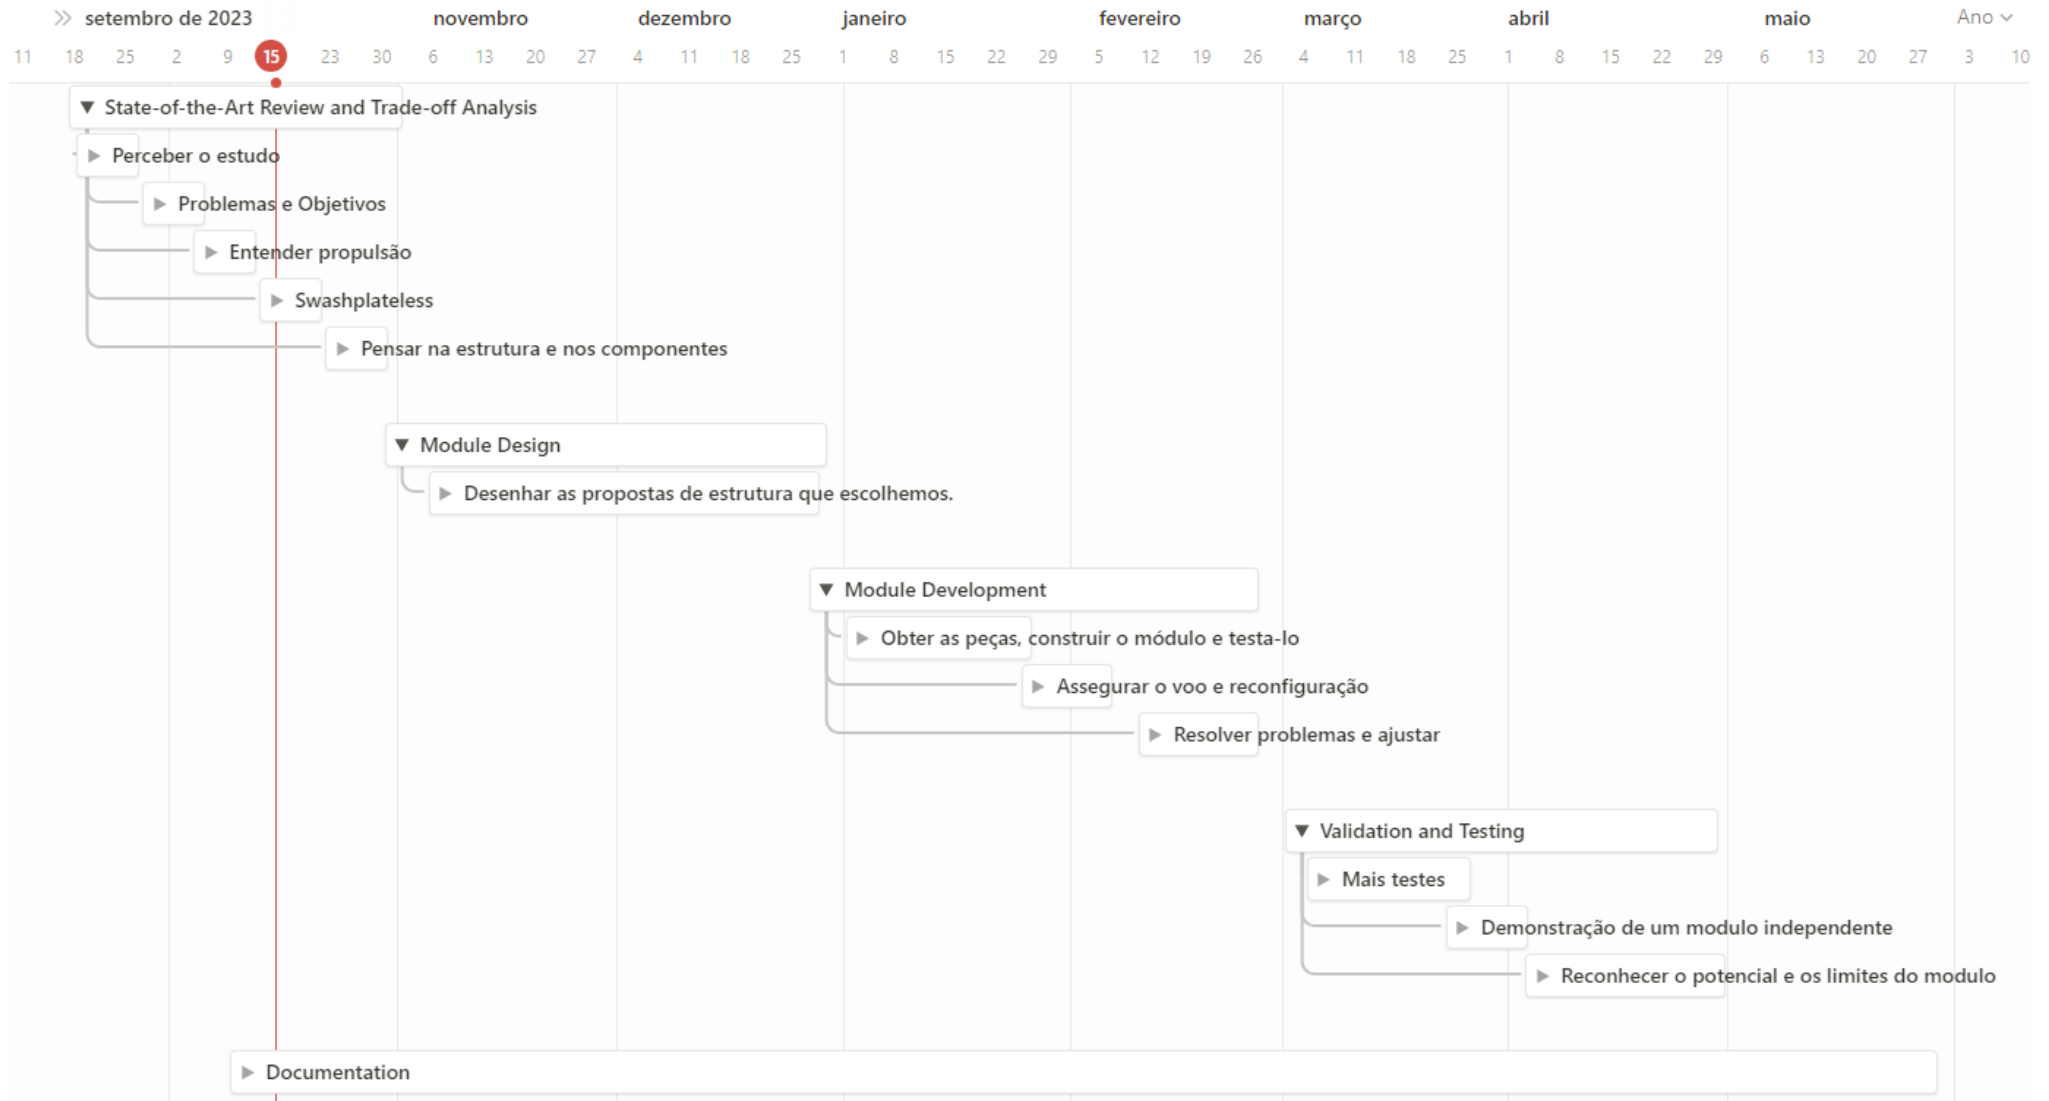 setembro de 2023 novembro dezembro janeiro fevereiro março abril maio Ano
11 18 25 2 9 15 23 30 6 13 20 27 4 11 18 25 1 8 15 22 29 5 12 19 26 4 11 18 25 1 8 15 22 29 6 13 20 27 3 10
State-of-the-Art Review and Trade-off Analysis
Perceber o estudo
Problemas e Objetivos
Entender propulsão
Swashplateless
Pensar na estrutura e nos componentes
Module Design
Desenhar as propostas de estrutura que escolhemos.
Module Development
Obter as peças, construir o módulo e testa-lo
Assegurar o voo e reconfiguração
Resolver problemas e ajustar
Validation and Testing
Mais testes
Demonstração de um modulo independente
Reconhecer o potencial e os limites do modulo
Documentation